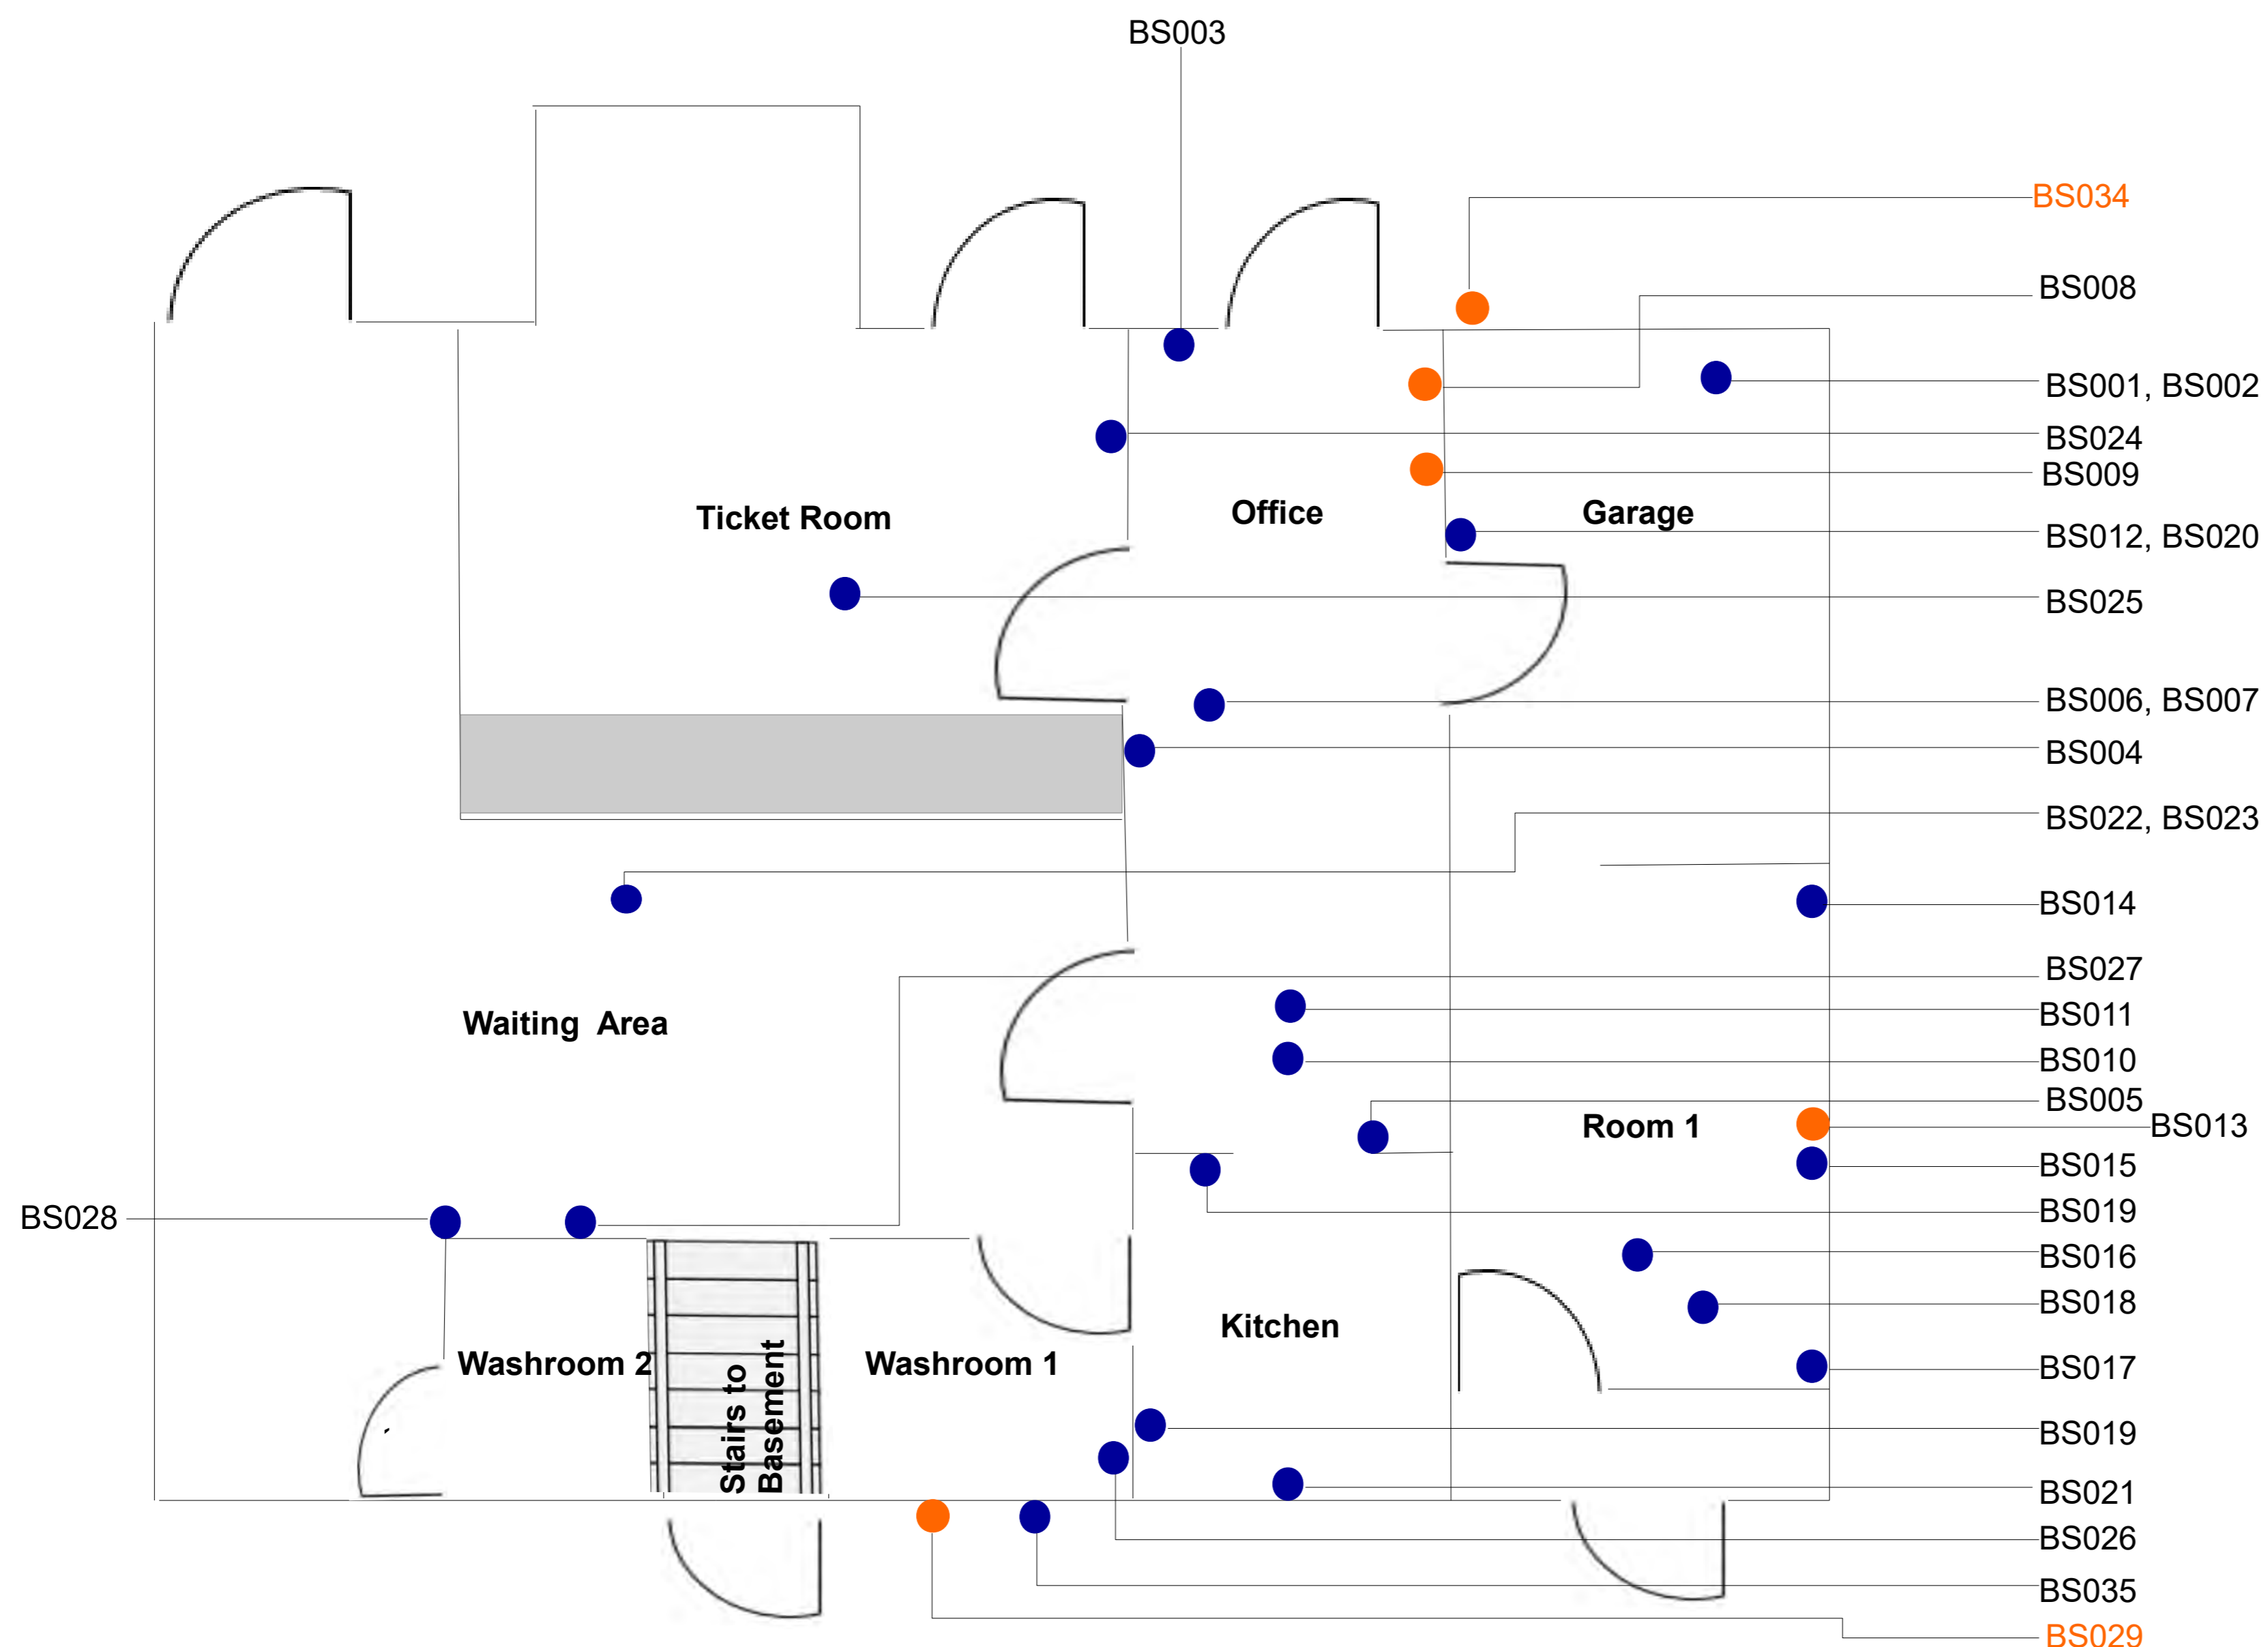 BS003
BS034
BS008
BS001, BS002
BS024
BS009
Ticket Room
Office
Garage
BS012, BS020
BS025
BS006, BS007
BS004
BS022, BS023
BS014
BS027
Waiting  Area
BS011
BS010
BS005
Room 1
BS013
BS015
BS028
BS019
BS016
BS018
Kitchen
Washroom 2
Stairs to
Basement
Washroom 1
BS017
BS019
BS021
BS026
BS035
BS029